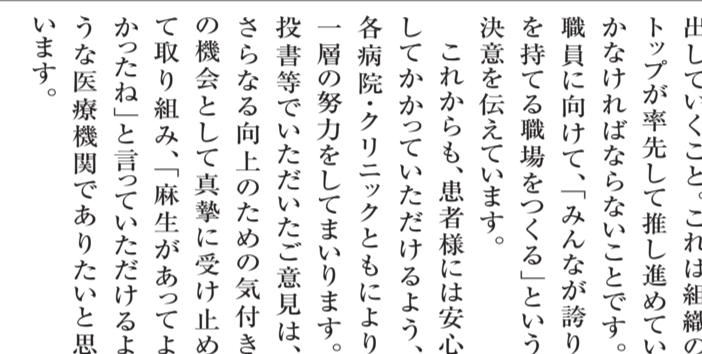 出していくこと。これは組織の
トップが率先して推し進めてい
かなければならないことです。
職員に向けて、「みんなが誇り
を持てる職場をつくる」という
決意を伝えています。
これからも、患者様には安心
してかかっていただけるよう、
各病院・クリニックともにより
一層の努力をしてまいります。
投書等でいただいたご意見は、
さらなる向上のための気付き
の機会として真摯に受け止め
て取り組み、「麻生があってよ
かったね」と言っていただけるよ
うな医療機関でありたいと思
います。